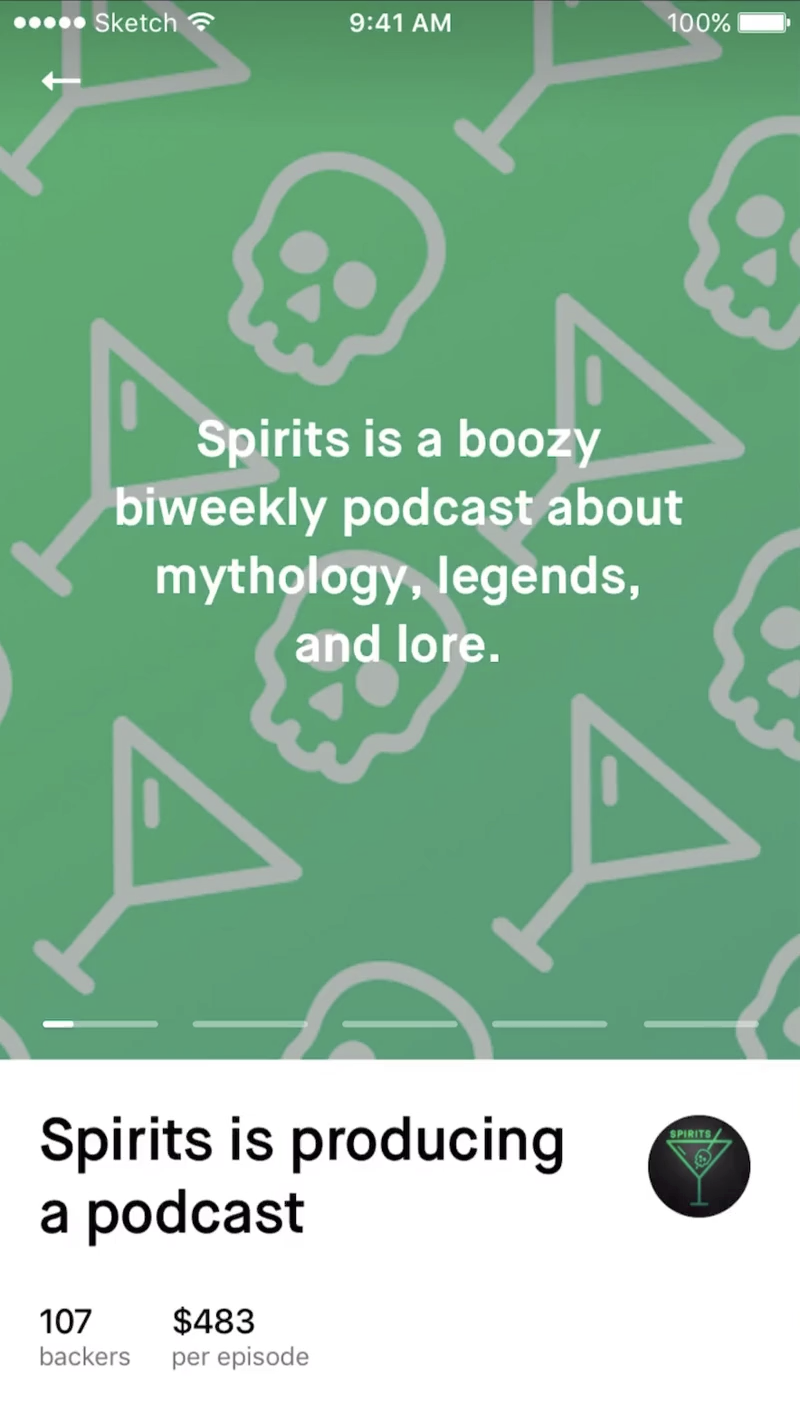 Sketch 9:41 AM 100%
Spirits is a boozy
biweekly podcast about
mythology, legends,
and lore.
Spirits is producing
a podcast
SPIRITS
107 $483
backers per episode